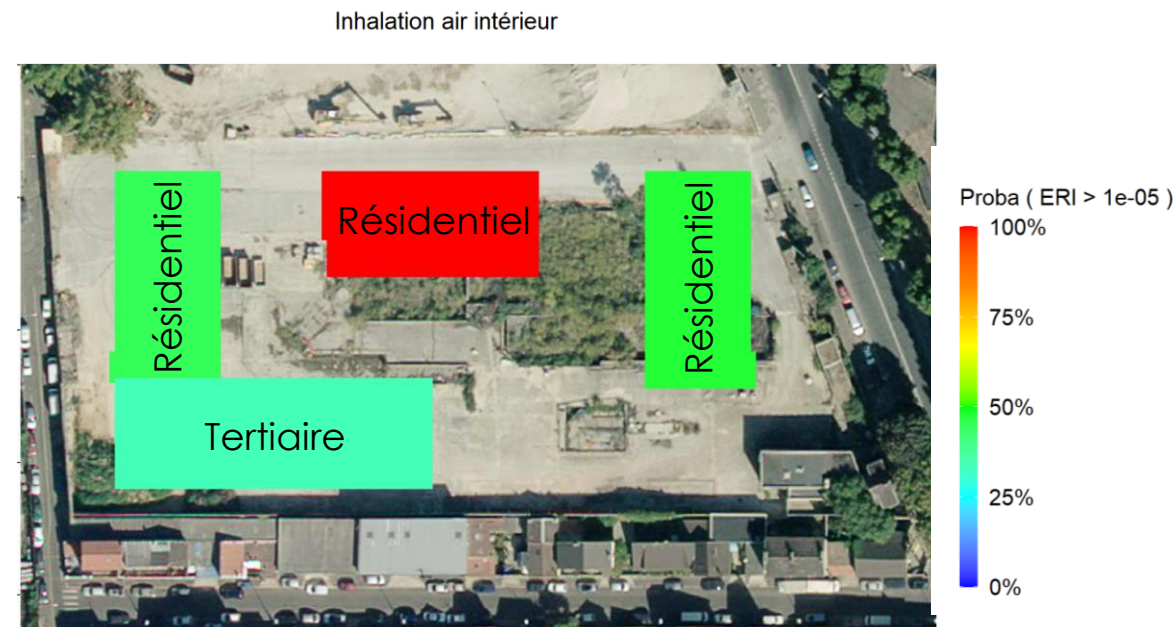 Inhalation air intérieur
Résidentiel
Résidentiel
Résidentiel
Tertiaire
Proba ( ERI > 1e-05 )
100%
75%
50%
25%
0%